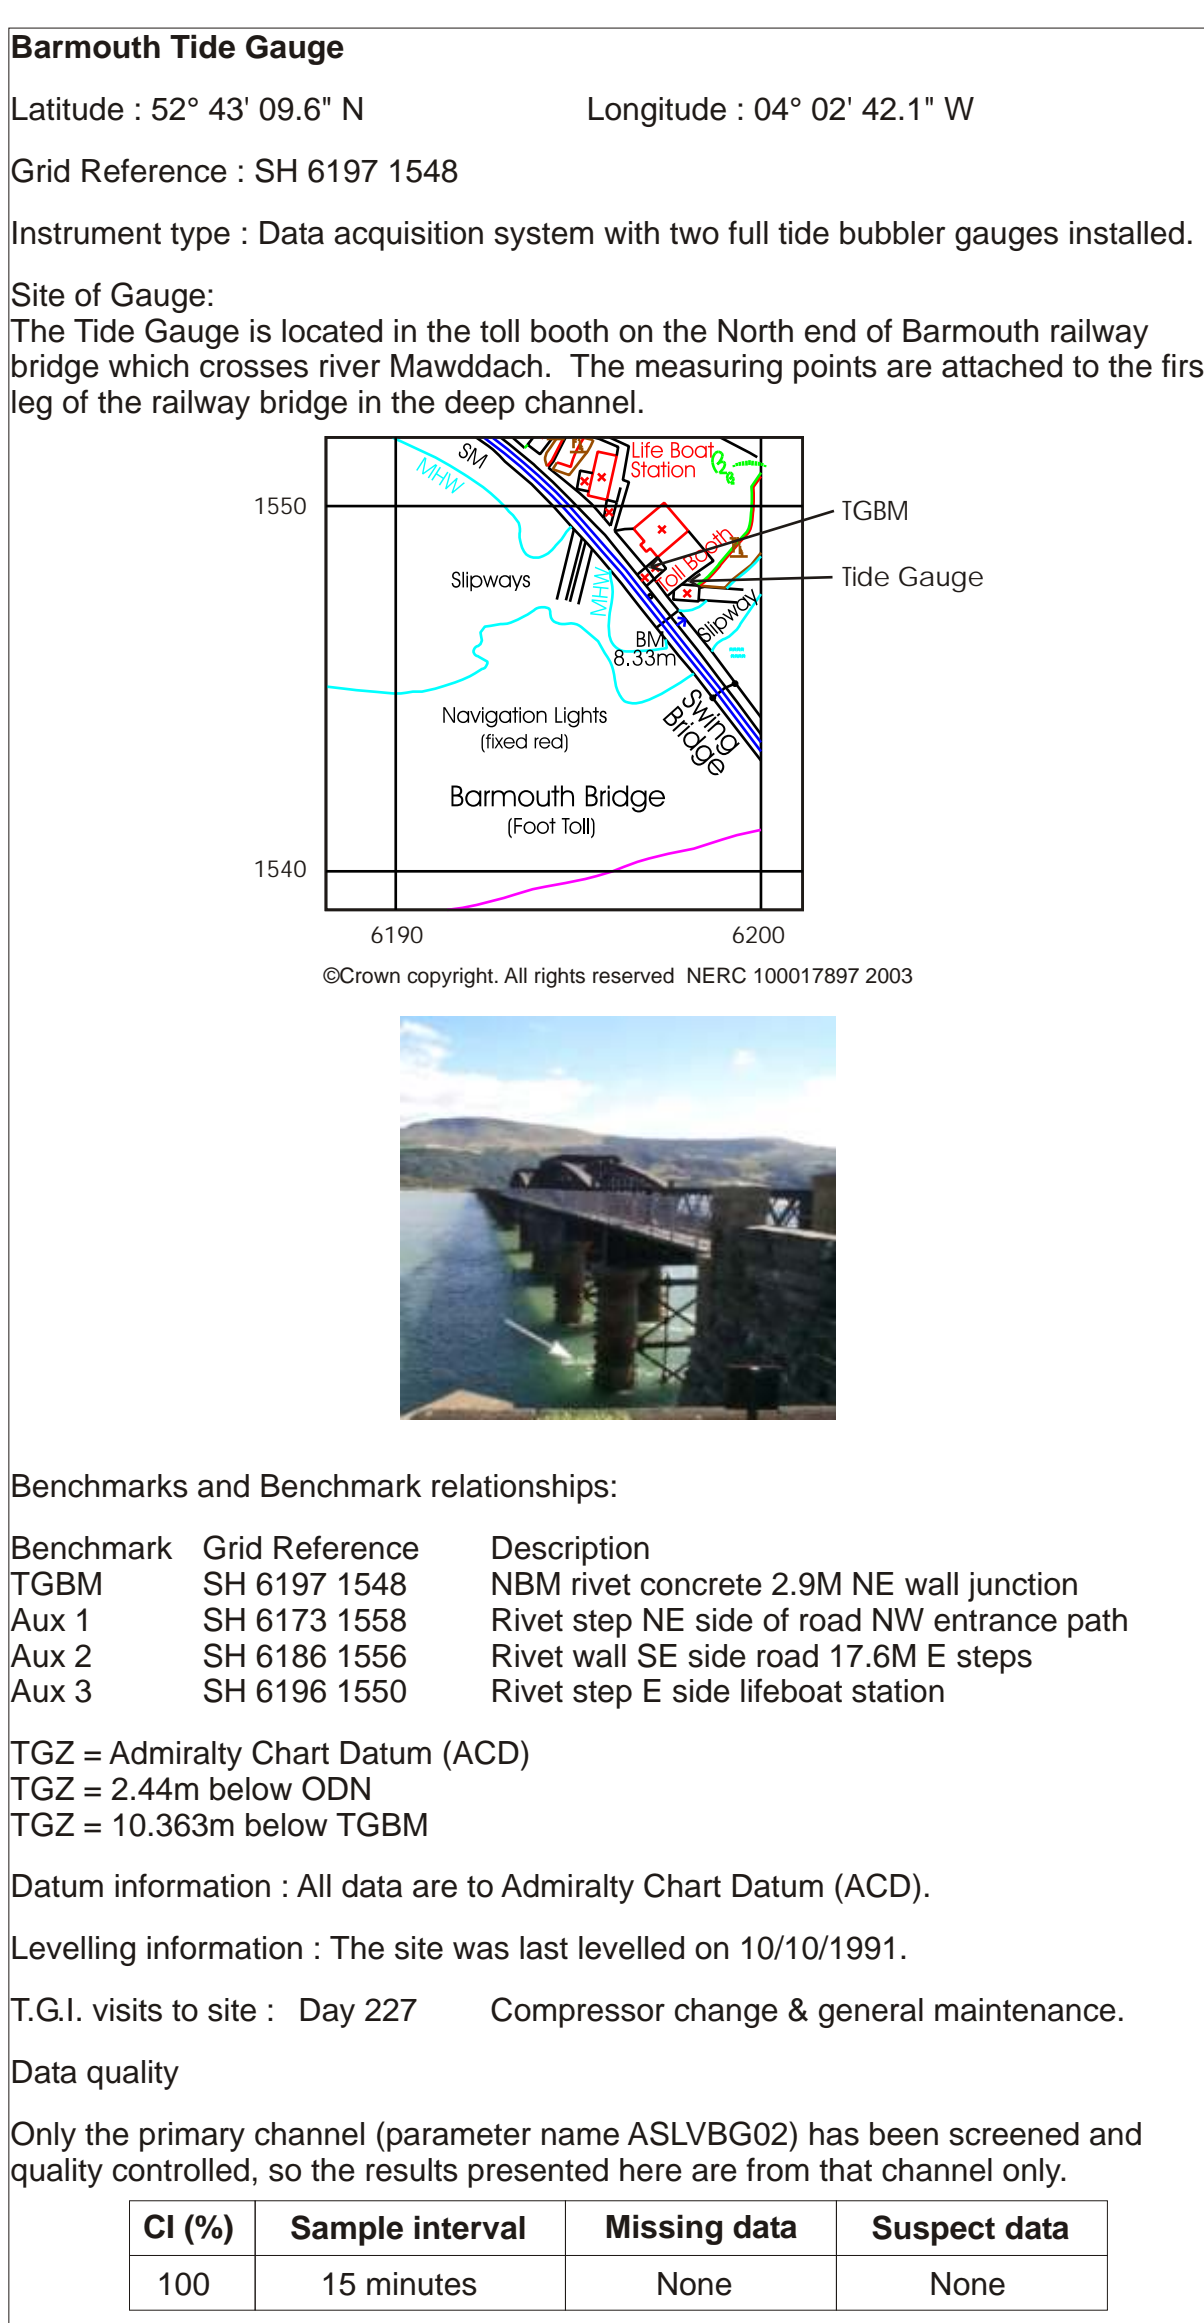 Barmouth Tide Gauge
Latitude : 52° 43' 09.6" N Longitude : 04° 02' 42.1" W
Grid Reference : SH 6197 1548
Instrument type : Data acquisition system with two full tide bubbler gauges installed.
Site of Gauge:
The Tide Gauge is located in the toll booth on the North end of Barmouth railway
bridge which crosses river Mawddach. The measuring points are attached to the firs
leg of the railway bridge in the deep channel.
SM
MHW
Life Boat
Station
1550
TGBM
Toll Booth
Tide Gauge
Slipways
MHW
Slipway
BM
8.33m
Navigation Lights
(fixed red)
Swing
Bridge
Barmouth Bridge
(Foot Toll)
1540
6190 6200
©Crown copyright. All rights reserved NERC 100017897 2003
Benchmarks and Benchmark relationships:
Benchmark Grid Reference Description
TGBM SH 6197 1548 NBM rivet concrete 2.9M NE wall junction
Aux 1 SH 6173 1558 Rivet step NE side of road NW entrance path
Aux 2 SH 6186 1556 Rivet wall SE side road 17.6M E steps
Aux 3 SH 6196 1550 Rivet step E side lifeboat station
TGZ = Admiralty Chart Datum (ACD)
TGZ = 2.44m below ODN
TGZ = 10.363m below TGBM
Datum information : All data are to Admiralty Chart Datum (ACD).
Levelling information : The site was last levelled on 10/10/1991.
T.G.I. visits to site : Day 227 Compressor change & general maintenance.
Data quality
Only the primary channel (parameter name ASLVBG02) has been screened and
quality controlled, so the results presented here are from that channel only.
CI (%) Sample interval Missing data Suspect data
100 15 minutes None None